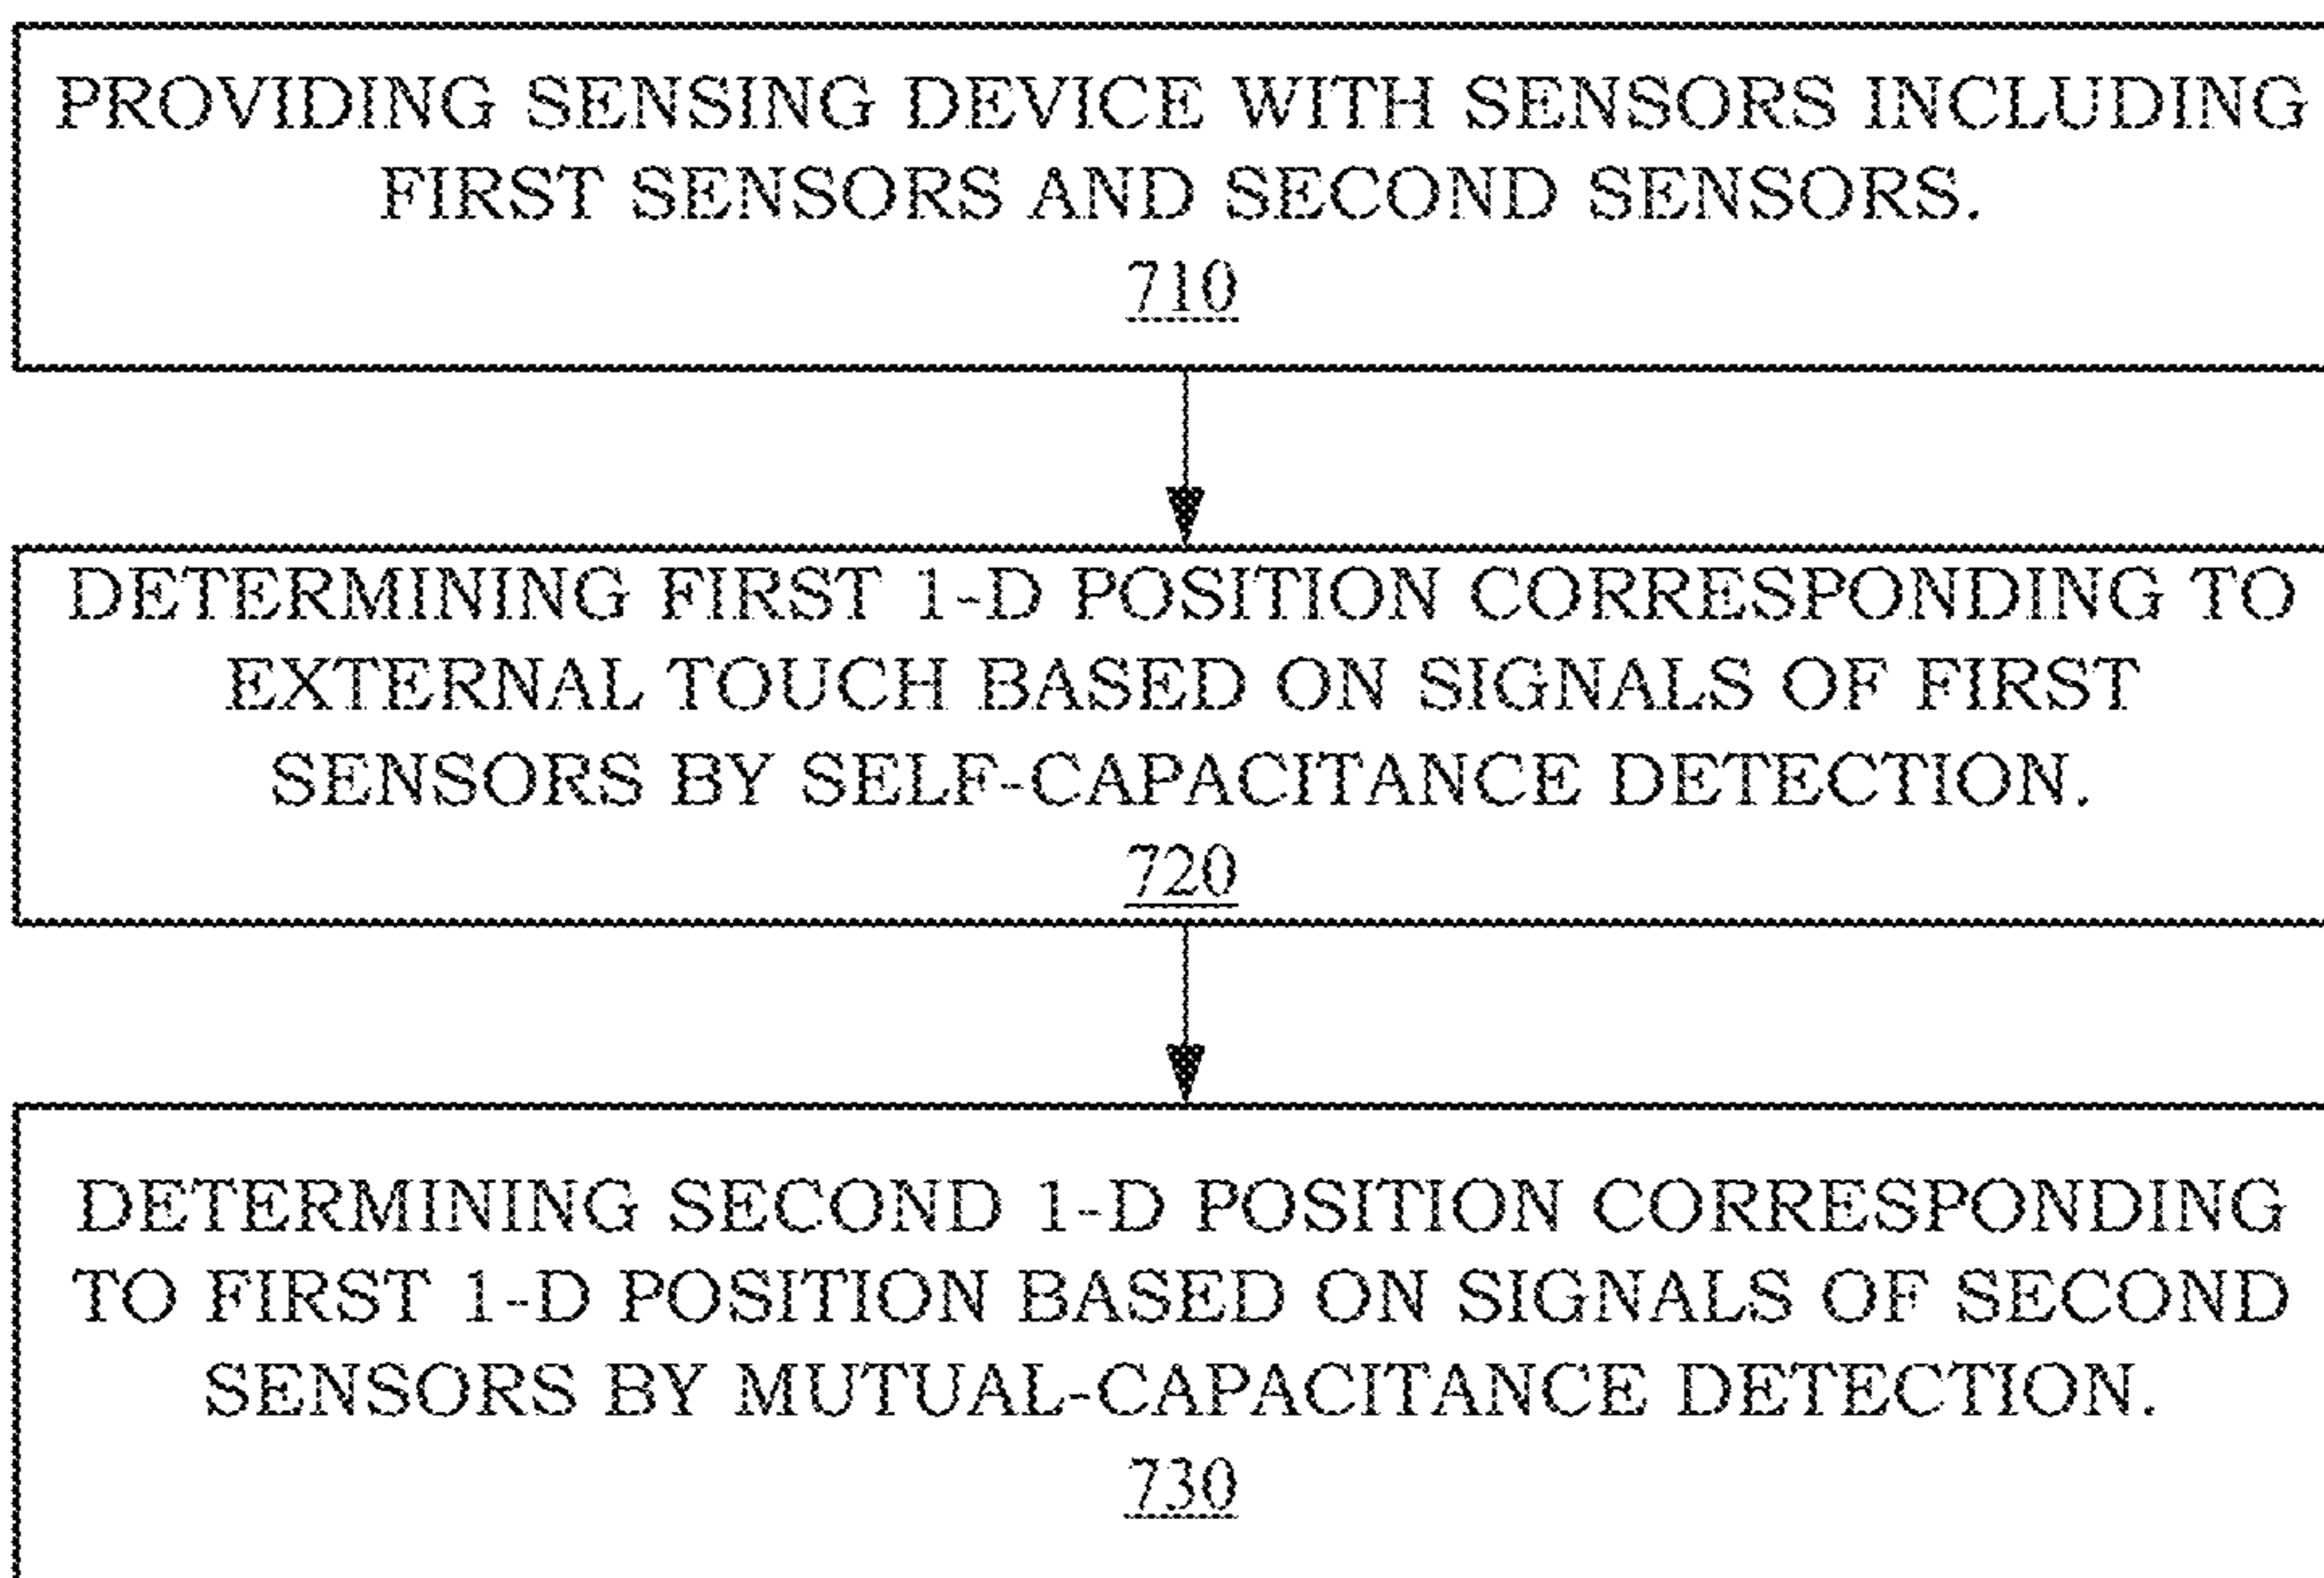 PROVIDING SENSING DEVICE WITH SENSORS INCLUDING
FIRST SENSORS AND SECOND SENSORS.
710
DETERMINING FIRST 1-D POSITION CORRESPONDING TO
EXTERNAL TOUCH BASED ON SIGNALS OF FIRST
SENSORS BY SELF-CAPACITANCE DETECTION.
720
DETERMINING SECOND 1-D POSITION CORRESPONDING
TO FIRST 1-D POSITION BASED ON SIGNALS OF SECOND
SENSORS BY MUTUAL-CAPACITANCE DETECTION.
730